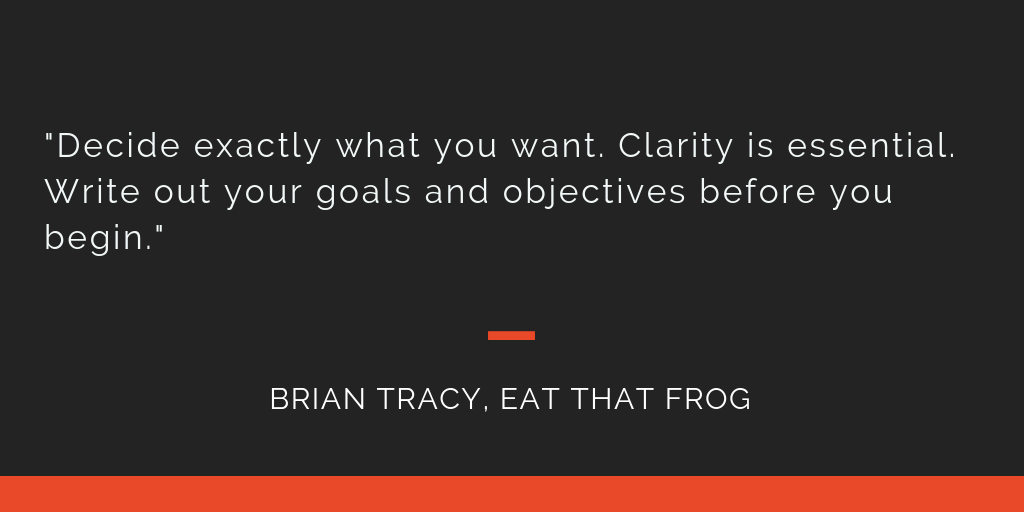 "Decide exactly what you want. Clarity is essential.
Write out your goals and objectives before you
begin."
BRIAN TRACY, EAT THAT FROG